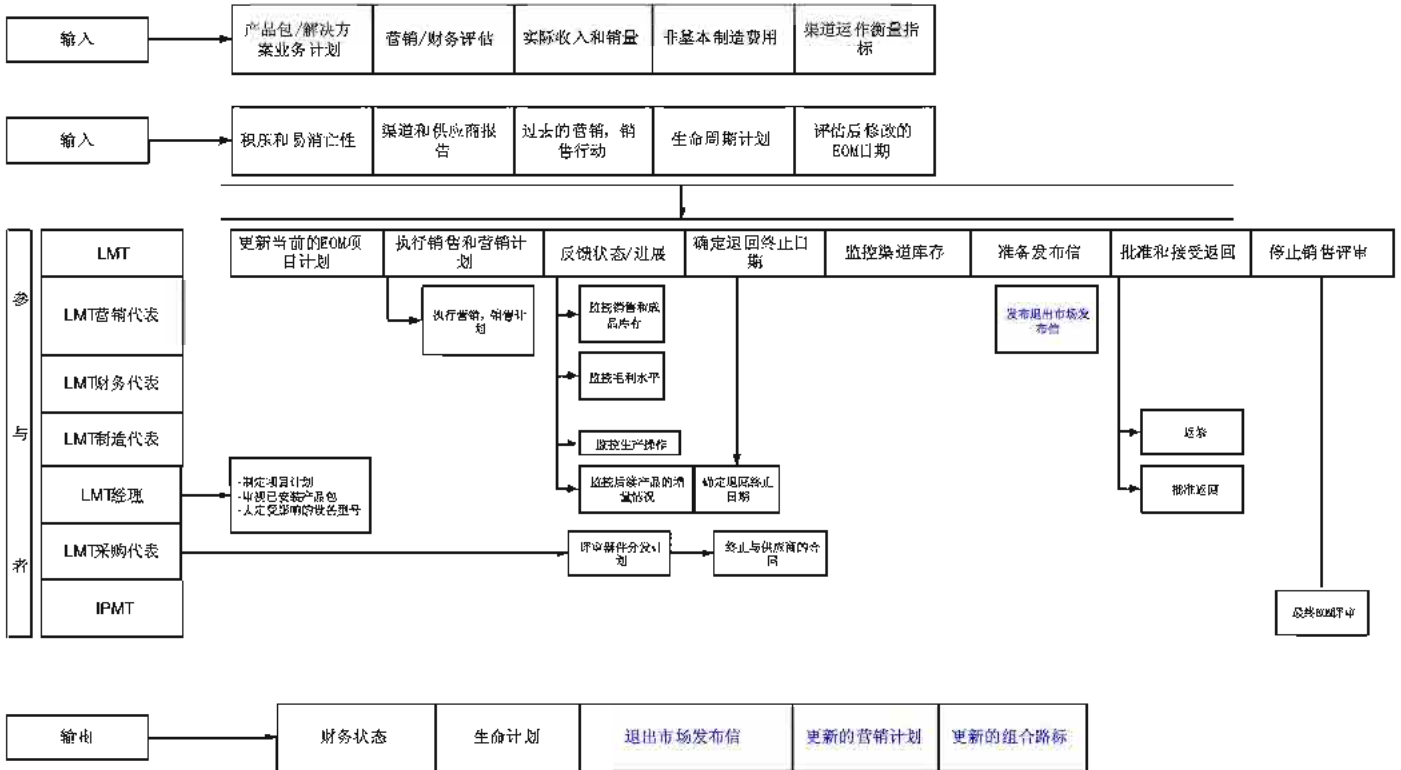 输入
产品包/解决方
案业务计划
营销/财务评估
实际收入和销量
非基本制造费用
渠道运作衡量指
标
输入
积压和易消亡性
渠道和供应商报
告
过去的营销，销
售行动
生命周期计划
评估后修改的
EOM日期
参
与
者
LMT
更新当前的EOM项
目计划
执行销售和营销计
划
反馈状态/进展
确定退回终止日
期
监控渠道库存
准备发布信
批准和接受返回
停止销售评审
LMT营销代表
执行营销，销售计
划
监控销售和成
品库存
发布退出市场发
布信
LMT财务代表
监控毛利水平
LMT制造代表
监控生产操作
返粉
LMT经理
-制定项目计划
-审视已安装产品包
-认定受影响的设备型号
监控后续产品的增
量情况
确定退回终止
日期
批准返回
LMT采购代表
评审器件分发计
划
终止与供应商的合
同
IPMT
最终EOM评审
输出
财务状态
生命计划
退出市场发布信
更新的营销计划
更新的组合路标